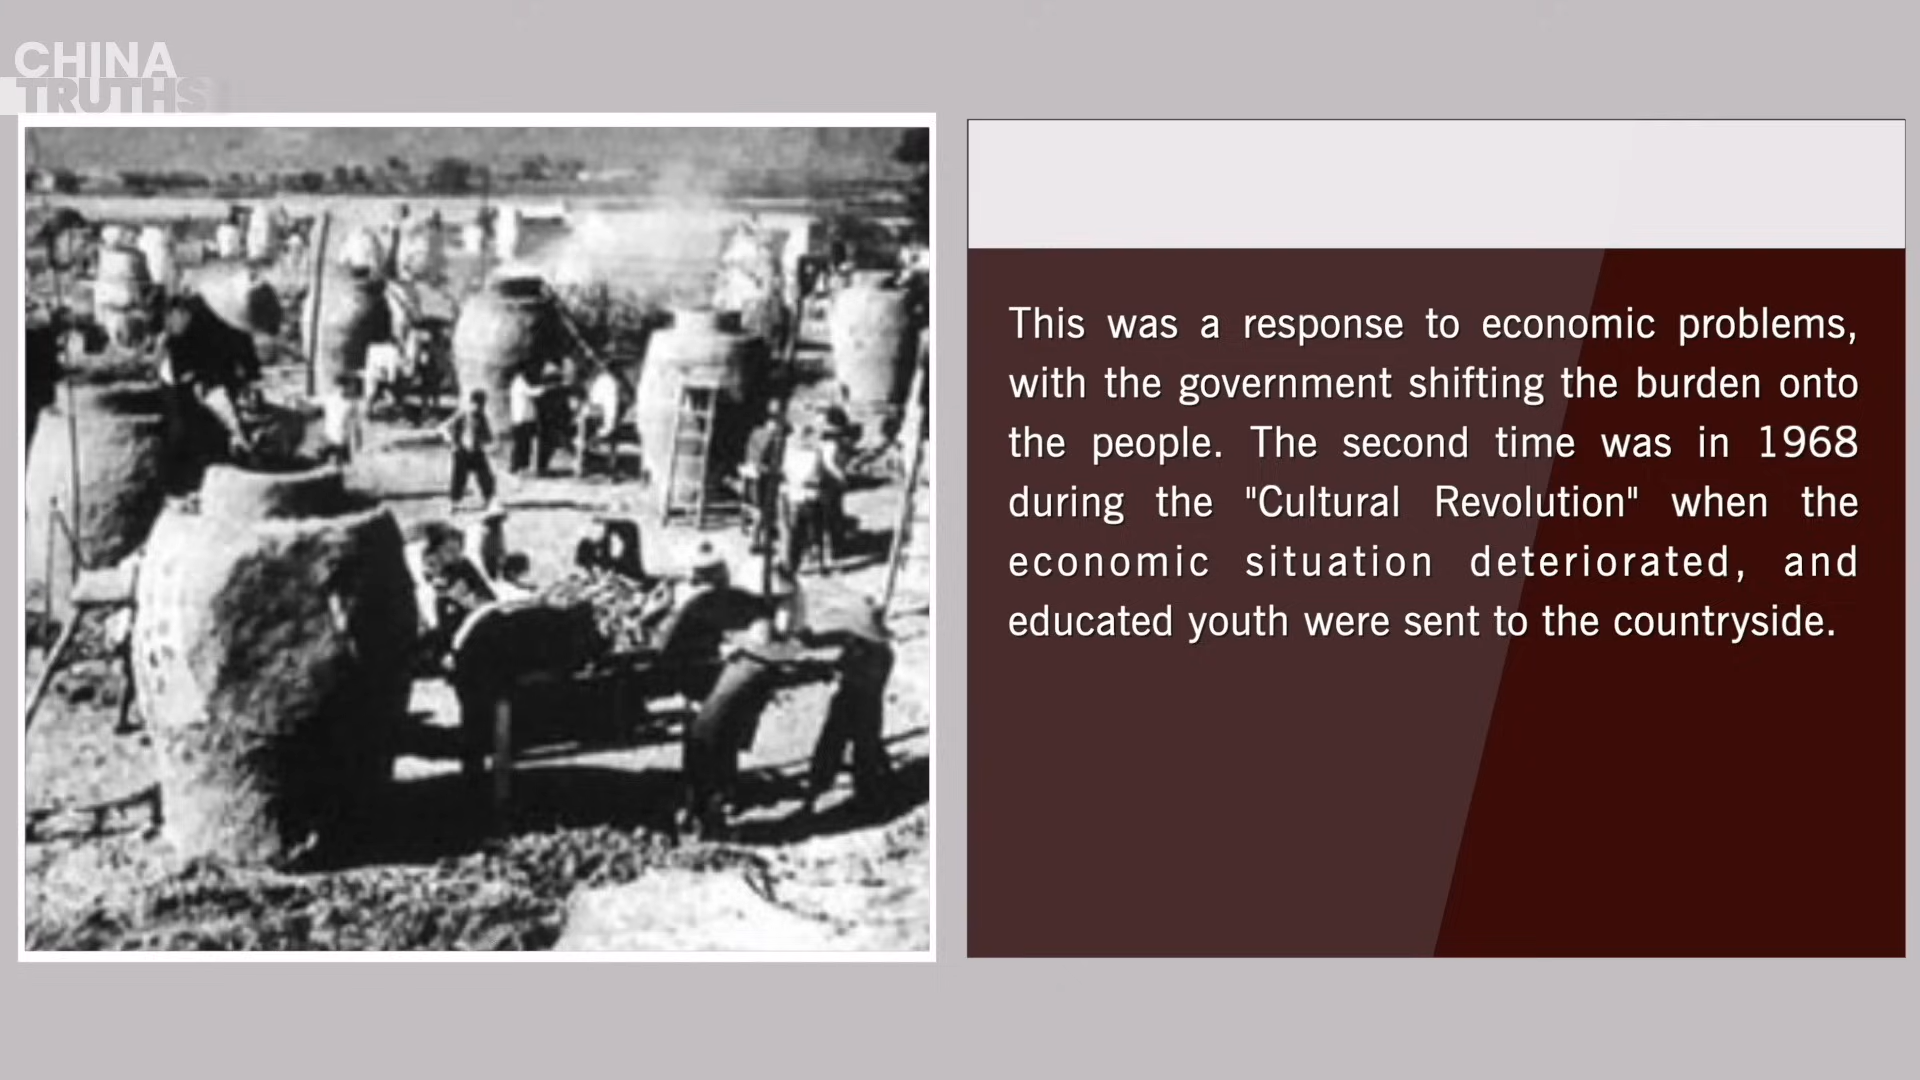 CHINA
TRUTHS
This was a response to economic problems,
with the government shifting the burden onto
the people. The second time was in 1968
during the "Cultural Revolution" when the
economic situation deteriorated, and
educated youth were sent to the countryside.